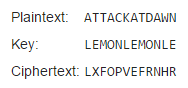 Plaintext: ATTACKATDAWN
Key: LEMONLEMONLE
Ciphertext: LXFOPVEFRNHR